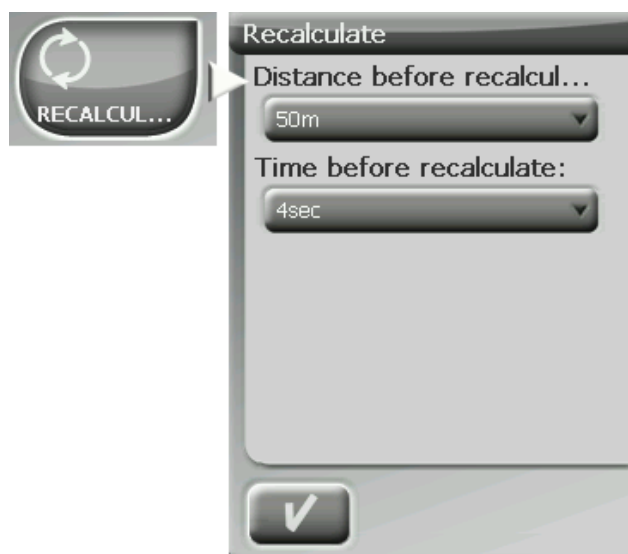 RECALCUL...
Recalculate
Distance before recalcul...
50m
Time before recalculate:
4sec